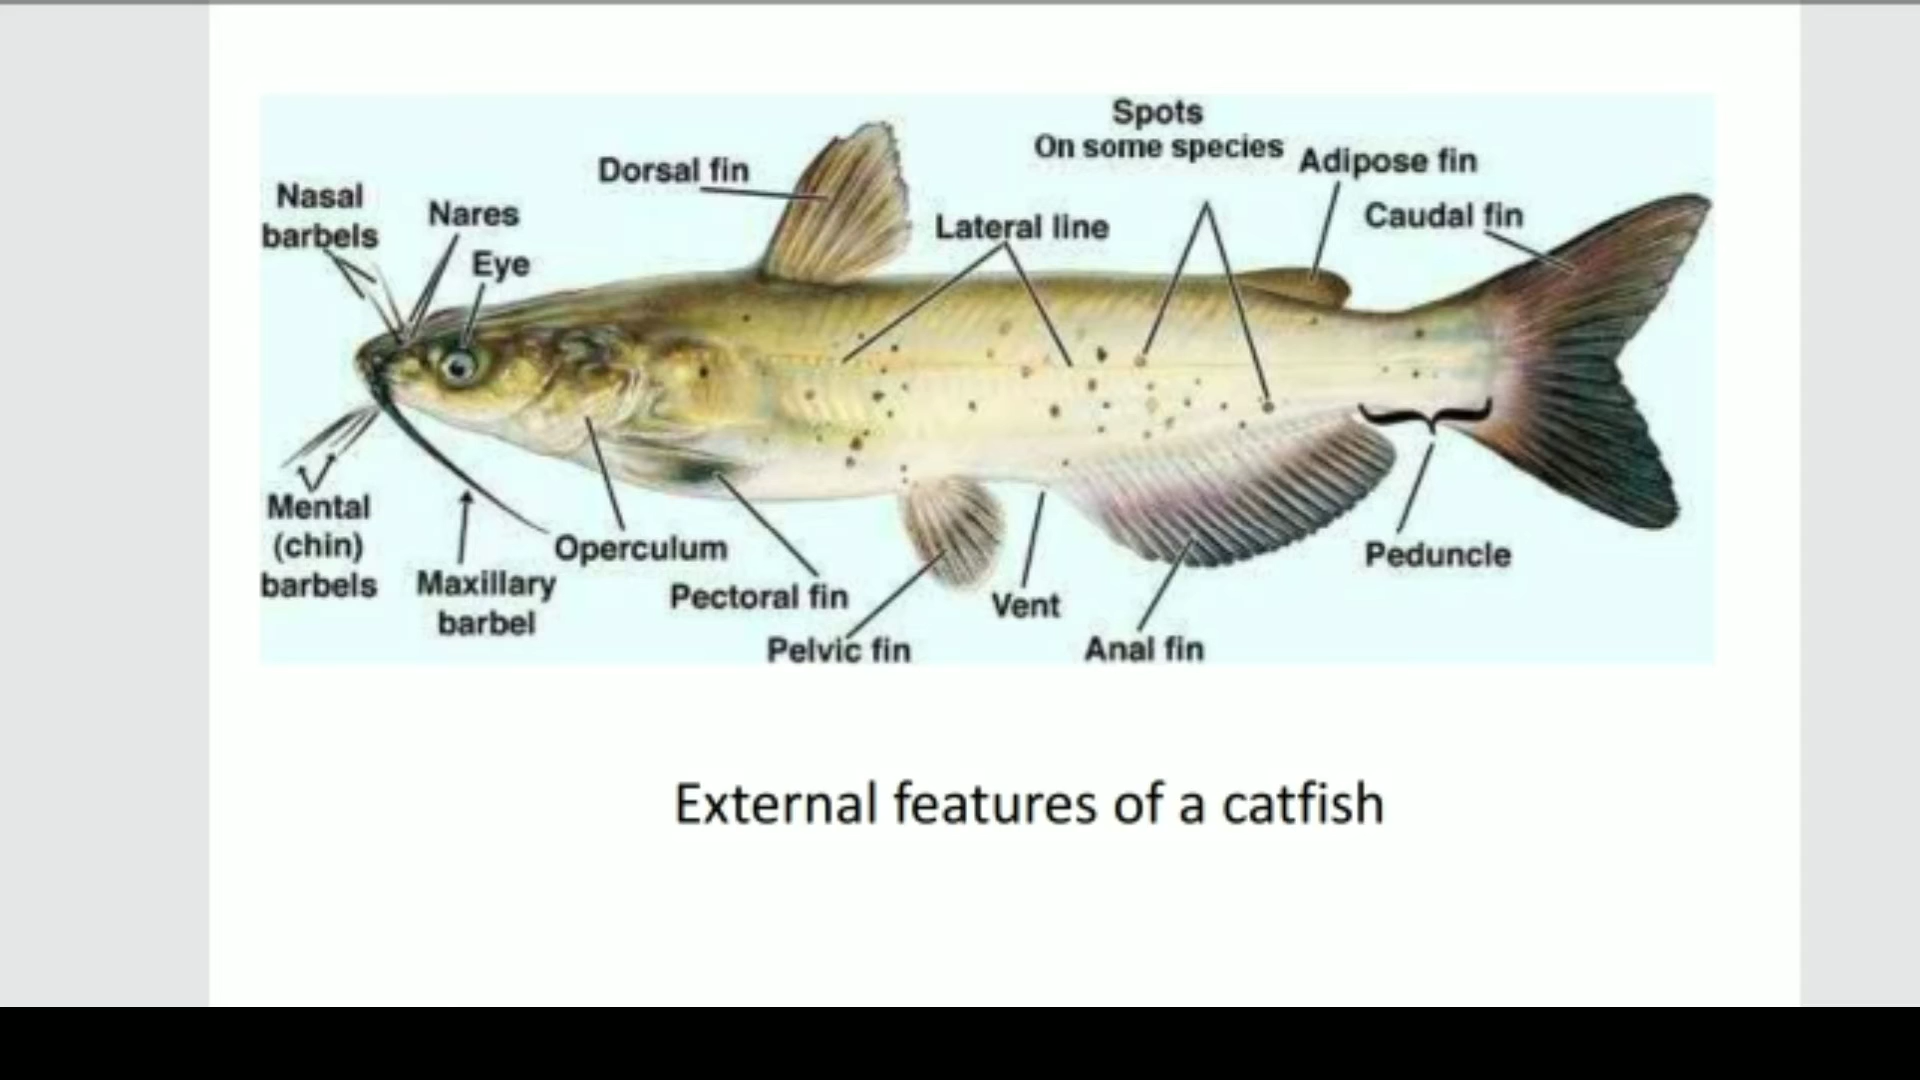 Spots
On some species
Dorsal fin
Adipose fin
Nasal
barbels
Nares
Caudal fin
Lateral line
Eye
Mental
(chin)
barbels
Maxillary
barbel
Operculum
Pectoral fin
Pelvic fin
Vent
Anal fin
Peduncle
External features of a catfish